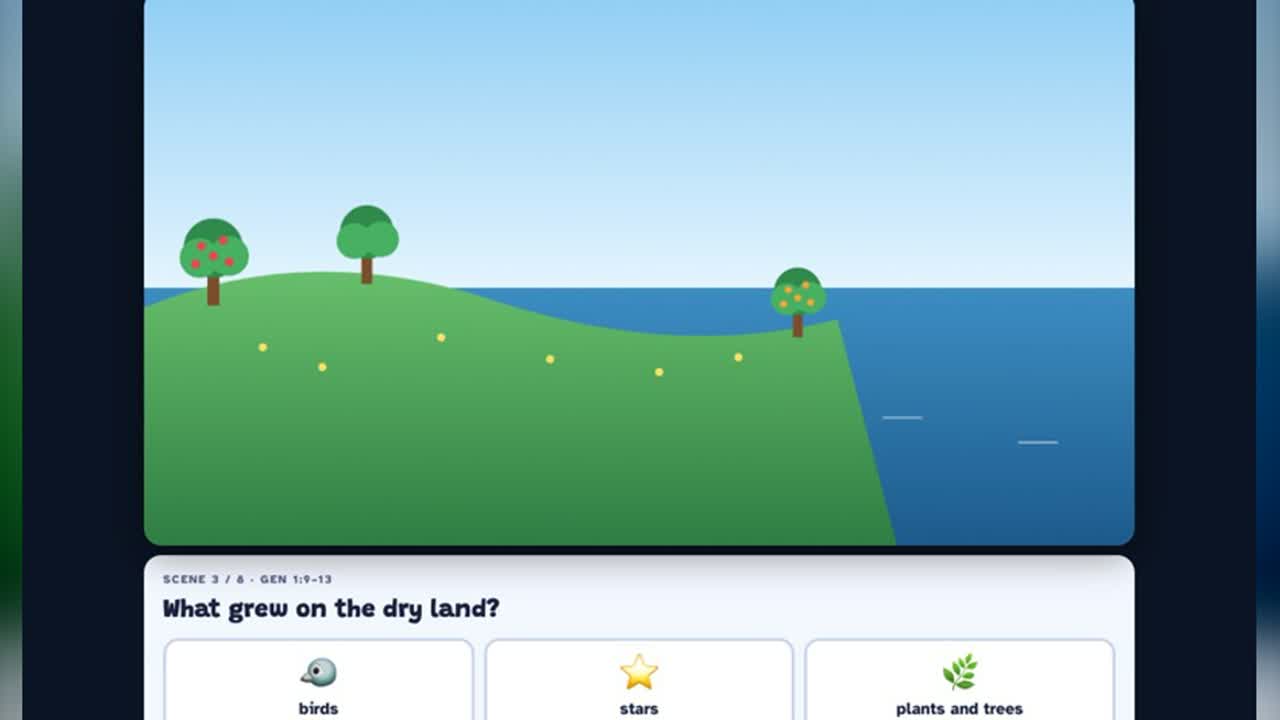 SCENE 3 / 8 · GEN 1:9-13
What grew on the dry land?
birds
stars
plants and trees